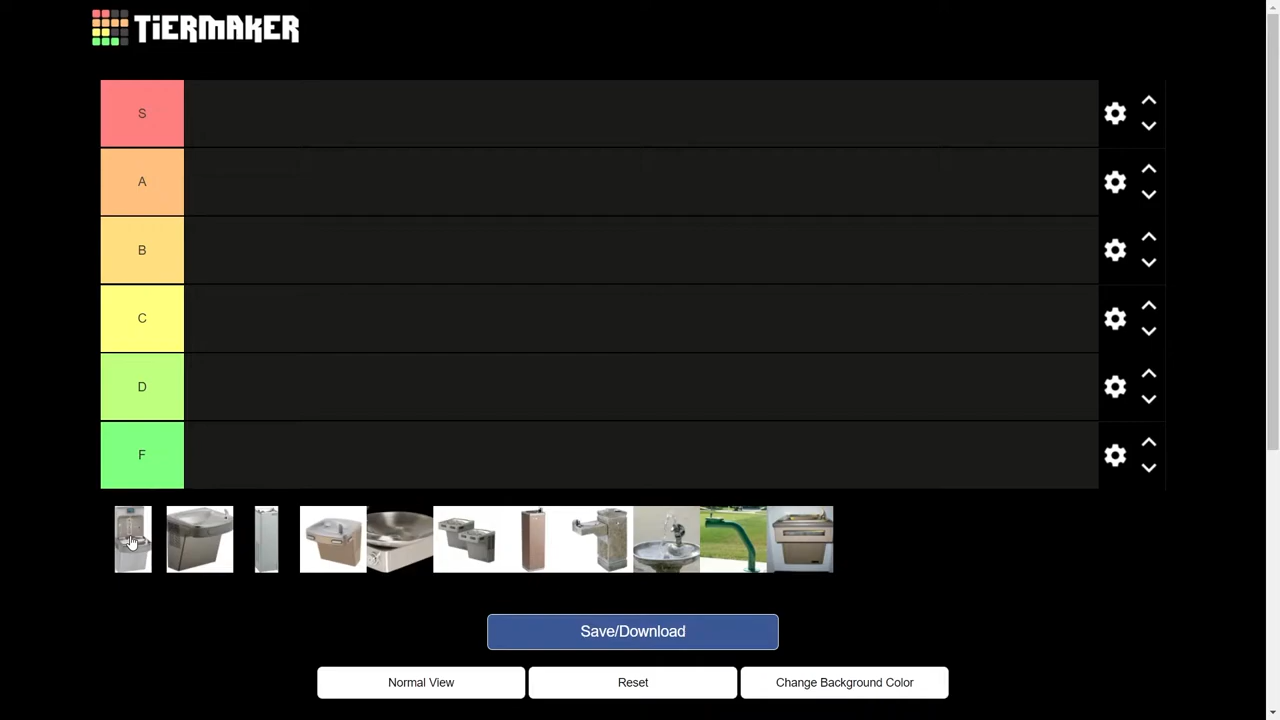 TiERMAKER
S
A
B
C
D
F
Save/Download
Normal View
Reset
Change Background Color